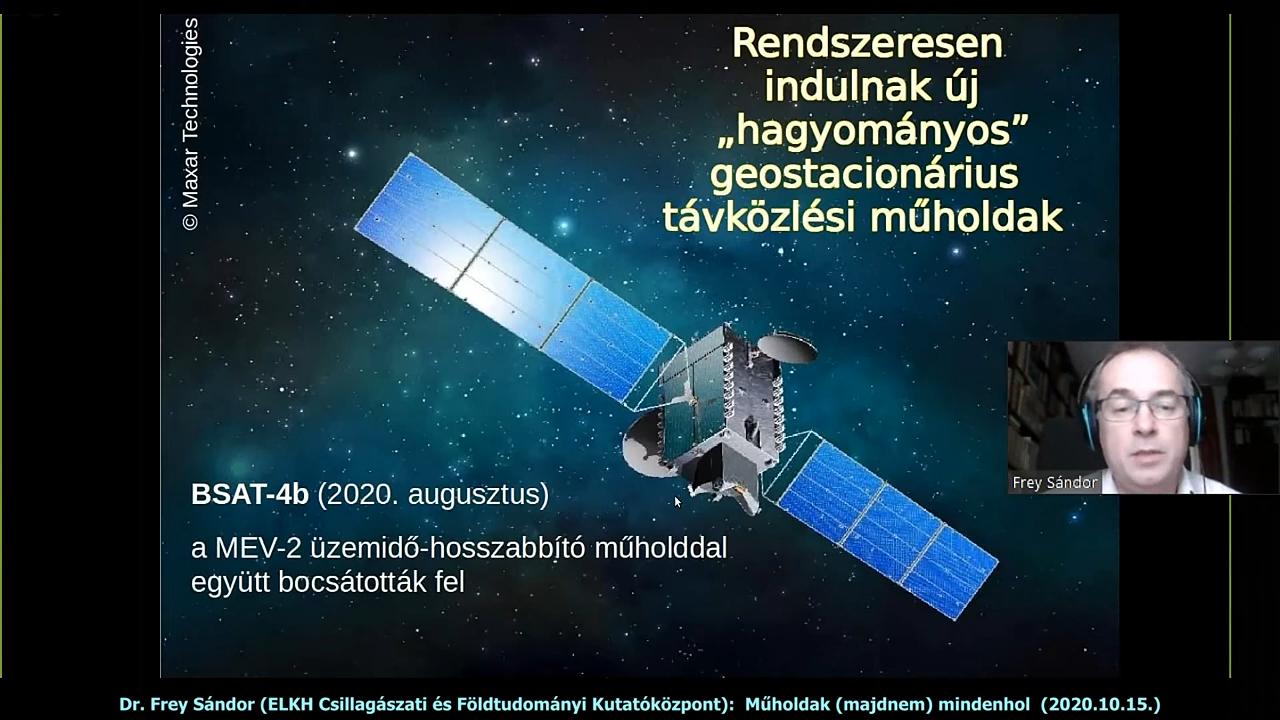 © Maxar Technologies
Rendszeresen
indulnak új
„hagyományos”
geostacionárius
távközlési műholdak
BSAT-4b (2020. augusztus)
a MEV-2 üzemidő-hosszabbító műholddal
együtt bocsátották fel
Frey Sándor
Dr. Frey Sándor (ELKH Csillagászati és Földtudományi Kutatóközpont): Műholdak (majdnem) mindenhol (2020.10.15.)